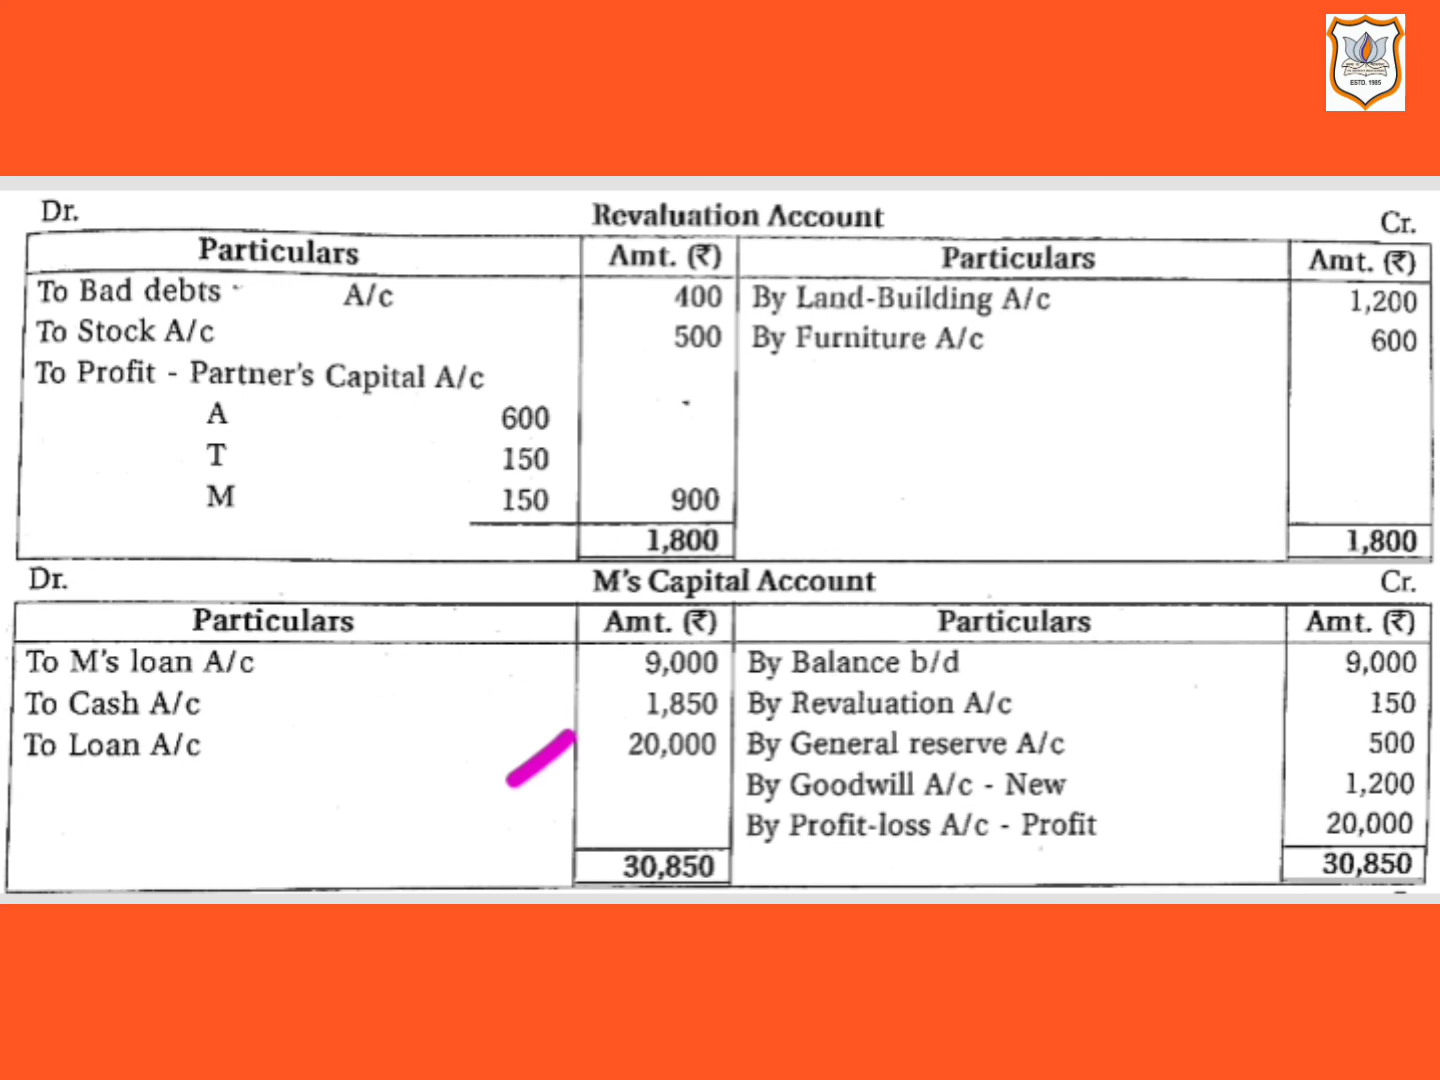 ESTD. 1985
Dr. Revaluation Account Cr.
Particulars Amt. (₹) Particulars Amt. (₹)
To Bad debts A/c 400 By Land-Building A/c 1,200
To Stock A/c 500 By Furniture A/c 600
To Profit - Partner's Capital A/c
A 600
T 150
M 150 900
1,800 1,800
Dr. M's Capital Account Cr.
Particulars Amt. (₹) Particulars Amt. (₹)
To M's loan A/c 9,000 By Balance b/d 9,000
To Cash A/c 1,850 By Revaluation A/c 150
To Loan A/c 20,000 By General reserve A/c 500
By Goodwill A/c - New 1,200
By Profit-loss A/c - Profit 20,000
30,850 30,850